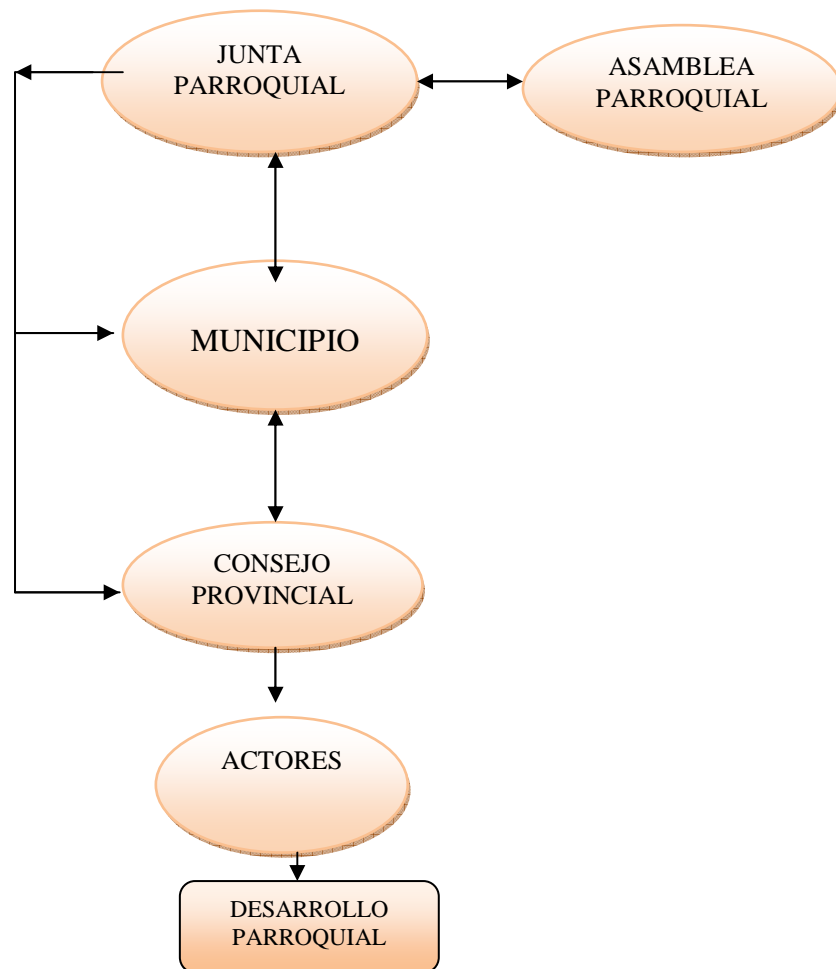 JUNTA
PARROQUIAL
ASAMBLEA
PARROQUIAL
MUNICIPIO
CONSEJO
PROVINCIAL
ACTORES
DESARROLLO
PARROQUIAL